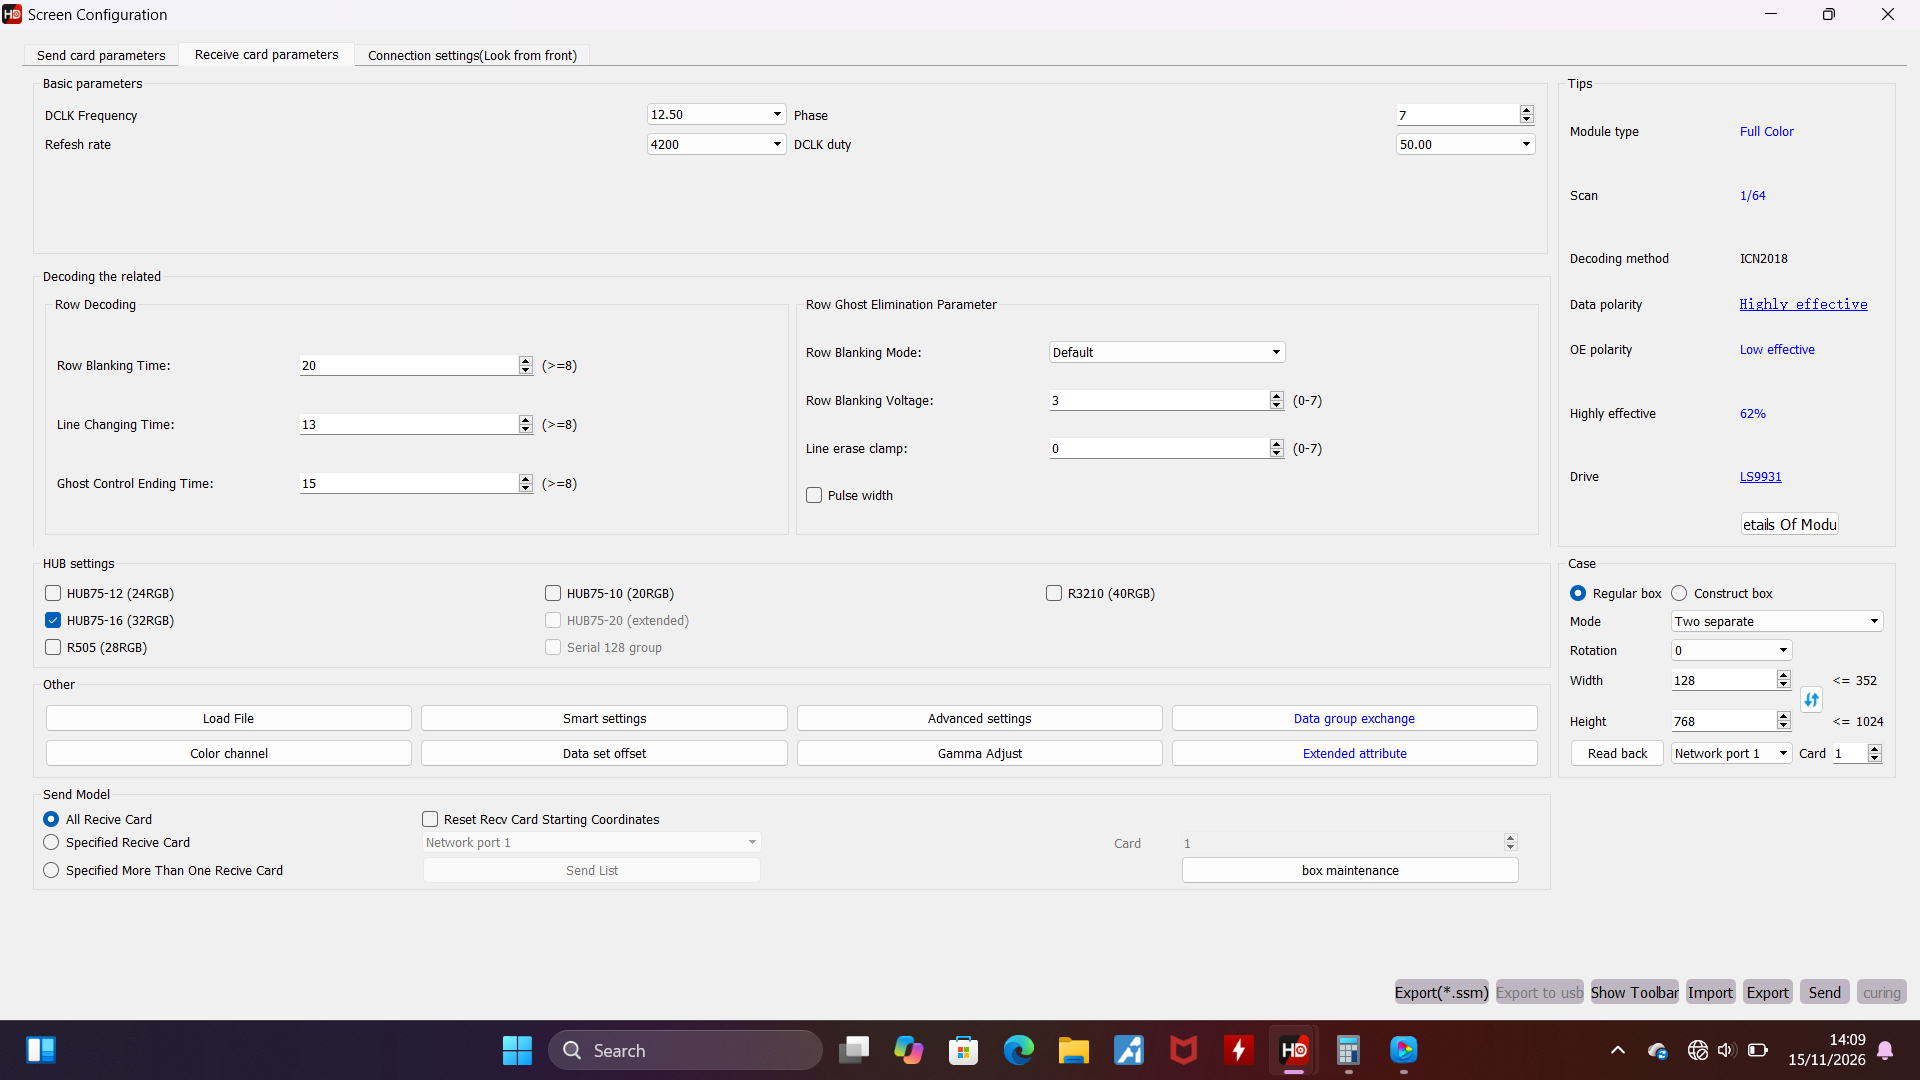 HD Screen Configuration
Send card parameters
Receive card parameters
Connection settings(Look from front)
Basic parameters
DCLK Frequency
12.50
Phase
7
Refesh rate
4200
DCLK duty
50.00
Decoding the related
Row Decoding
Row Blanking Time:
20
(>=8)
Line Changing Time:
13
(>=8)
Ghost Control Ending Time:
15
(>=8)
Row Ghost Elimination Parameter
Row Blanking Mode:
Default
Row Blanking Voltage:
3
(0-7)
Line erase clamp:
0
(0-7)
Pulse width
Tips
Module type
Full Color
Scan
1/64
Decoding method
ICN2018
Data polarity
Highly effective
OE polarity
Low effective
Highly effective
62%
Drive
LS9931
etails Of Modu
HUB settings
HUB75-12 (24RGB)
HUB75-10 (20RGB)
R3210 (40RGB)
HUB75-16 (32RGB)
HUB75-20 (extended)
R505 (28RGB)
Serial 128 group
Case
Regular box
Construct box
Mode
Two separate
Rotation
0
Width
128
<= 352
Height
768
<= 1024
Read back
Network port 1
Card
1
Other
Load File
Smart settings
Advanced settings
Data group exchange
Color channel
Data set offset
Gamma Adjust
Extended attribute
Send Model
All Recive Card
Reset Recv Card Starting Coordinates
Specified Recive Card
Network port 1
Card
1
Specified More Than One Recive Card
Send List
box maintenance
Export(*.ssm)
Export to usb
Show Toolbar
Import
Export
Send
curing
Search
HD
14:09
15/11/2026